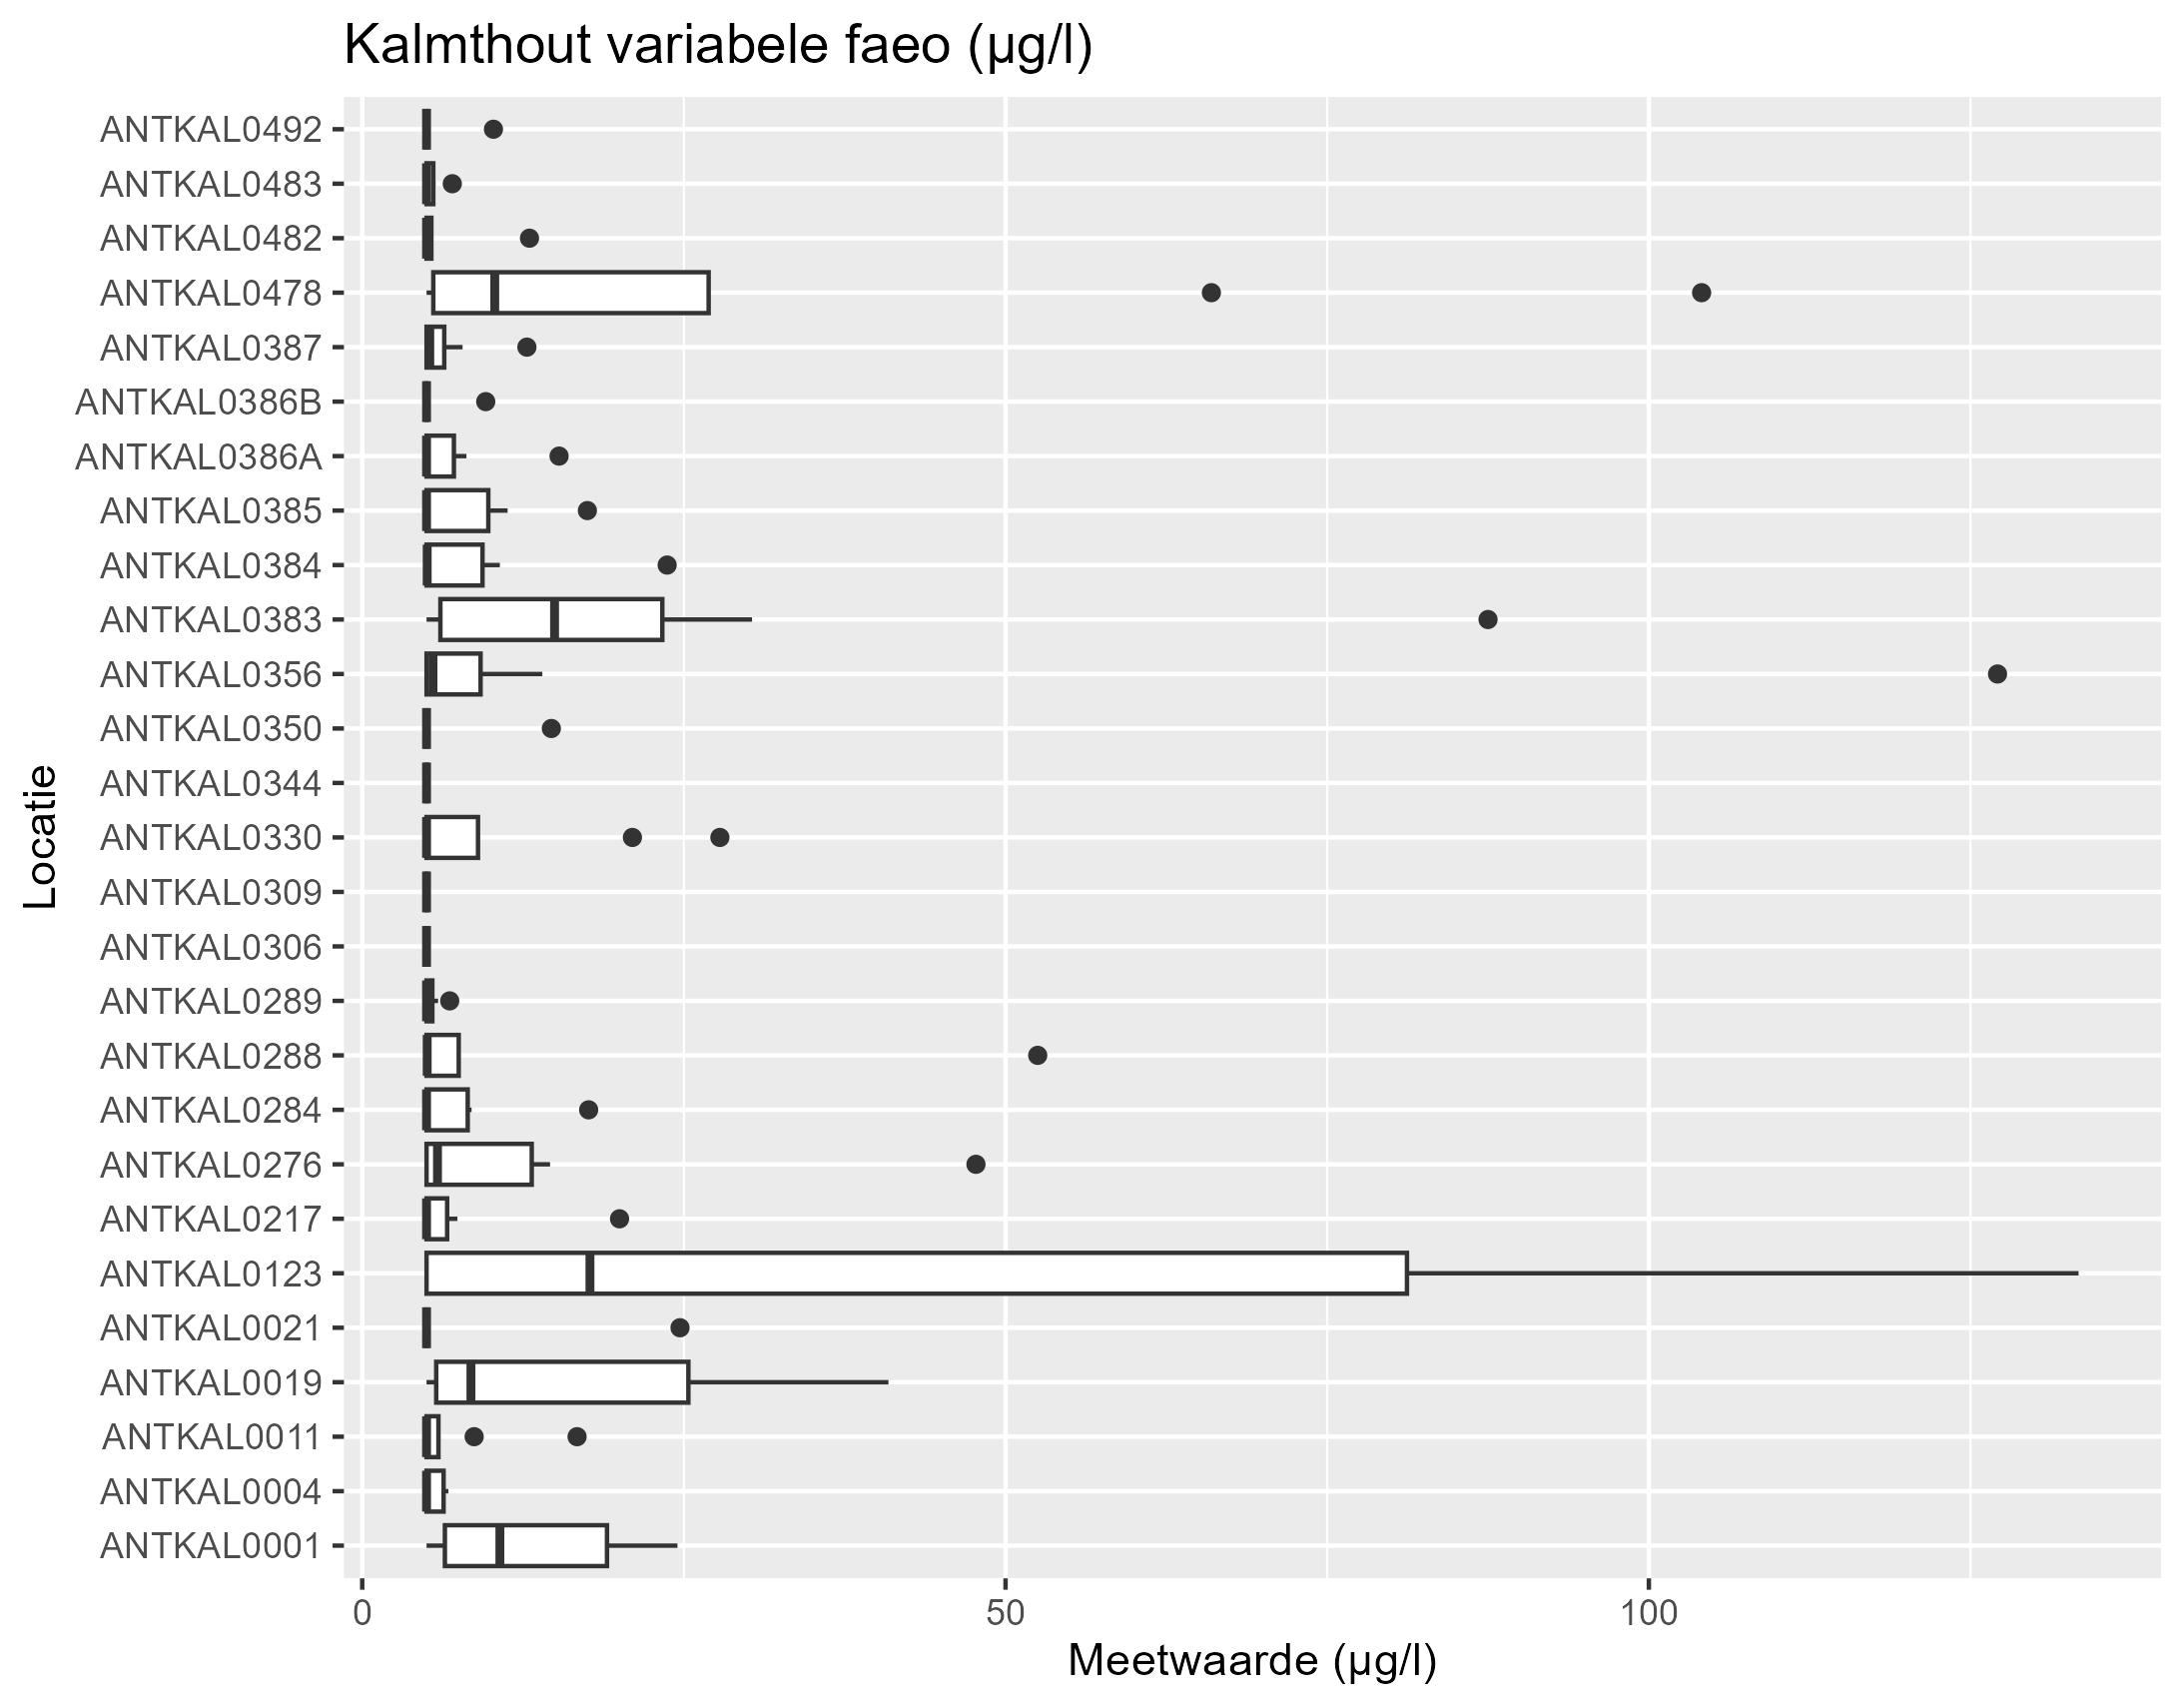 Kalmthout variabele faeo (µg/l)
Locatie
ANTKAL0492
ANTKAL0483
ANTKAL0482
ANTKAL0478
ANTKAL0387
ANTKAL0386B
ANTKAL0386A
ANTKAL0385
ANTKAL0384
ANTKAL0383
ANTKAL0356
ANTKAL0350
ANTKAL0344
ANTKAL0330
ANTKAL0309
ANTKAL0306
ANTKAL0289
ANTKAL0288
ANTKAL0284
ANTKAL0276
ANTKAL0217
ANTKAL0123
ANTKAL0021
ANTKAL0019
ANTKAL0011
ANTKAL0004
ANTKAL0001
0 50 100
Meetwaarde (µg/l)